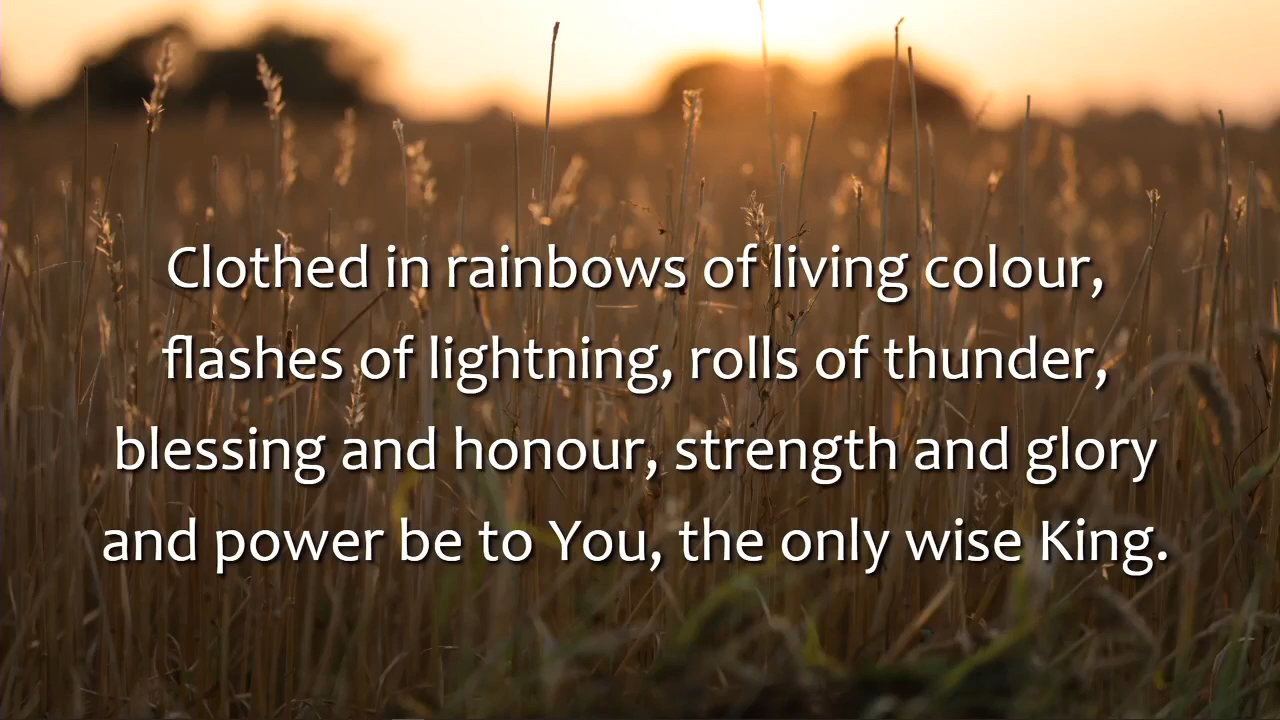 Clothed in rainbows of living colour,
flashes of lightning, rolls of thunder,
blessing and honour, strength and glory
and power be to You, the only wise King.